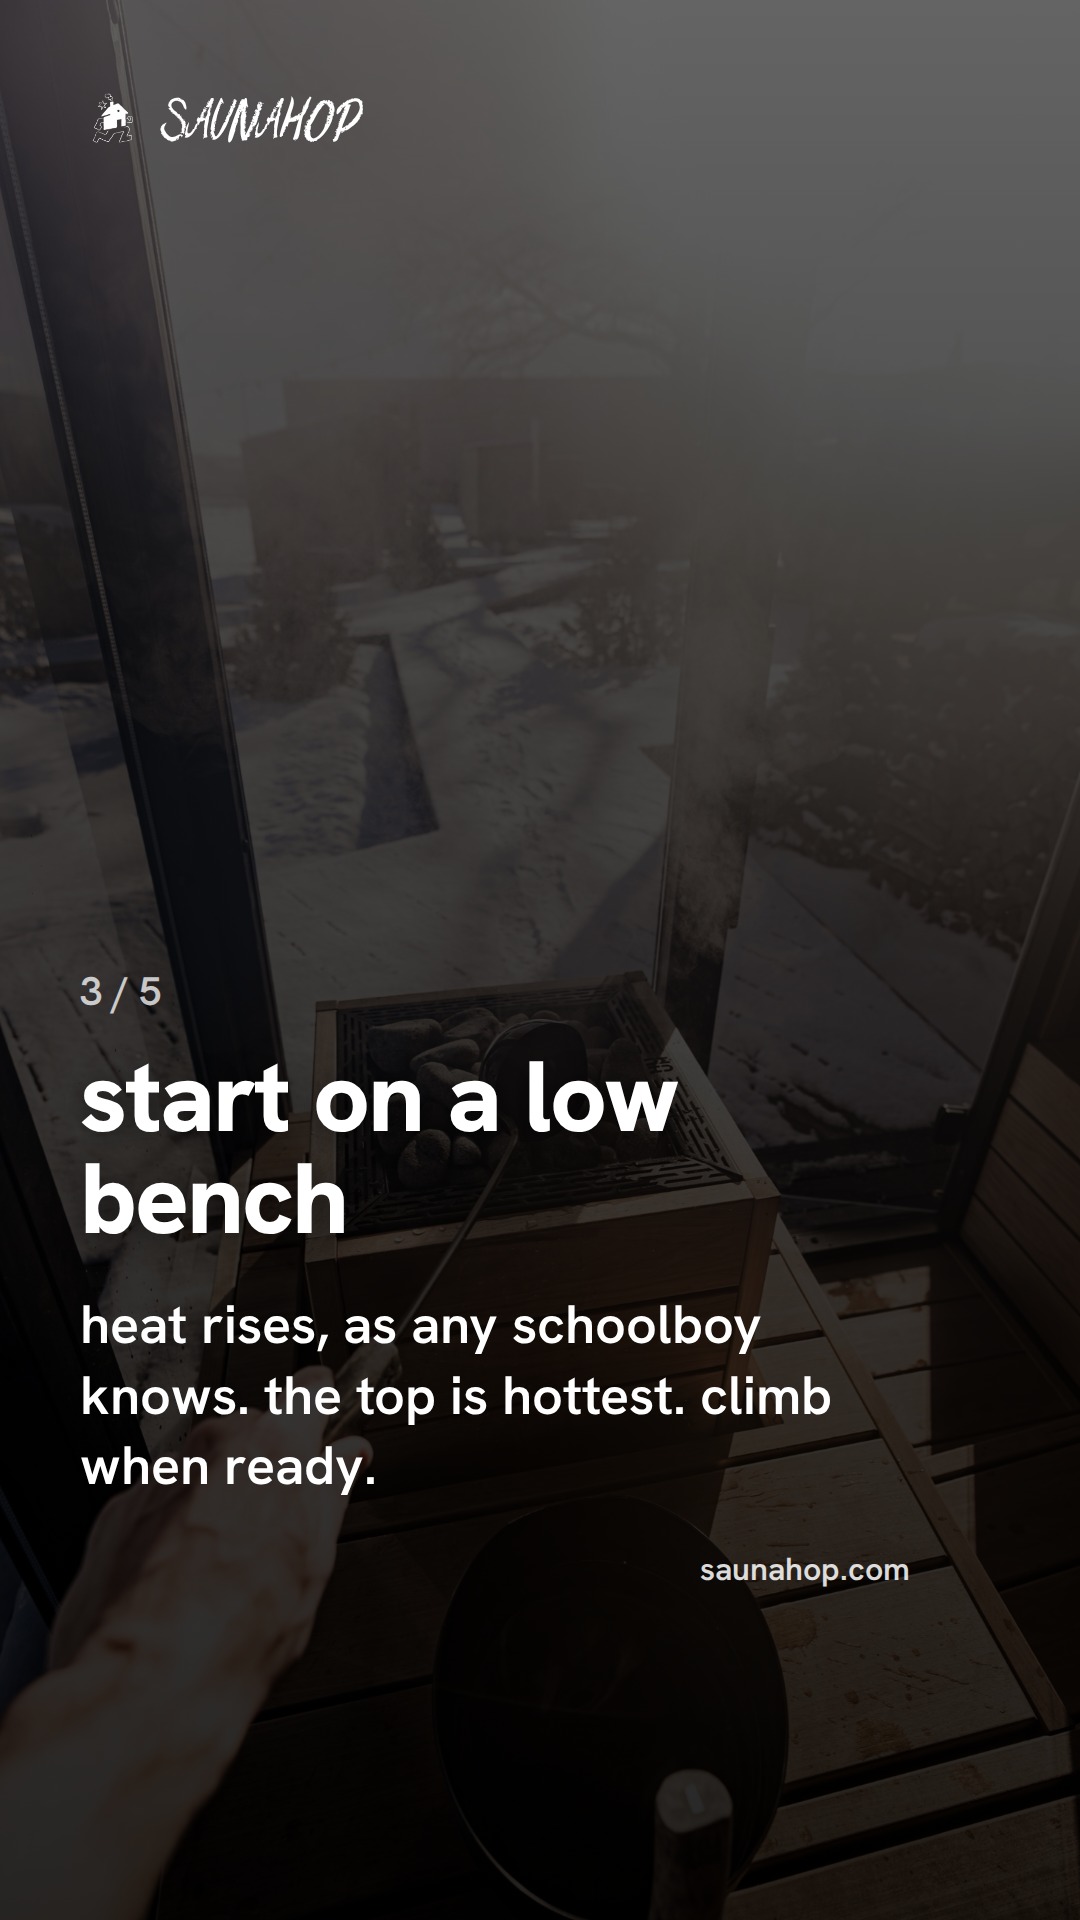 SAUNAHOP
3 / 5
start on a low
bench
heat rises, as any schoolboy
knows. the top is hottest. climb
when ready.
saunahop.com